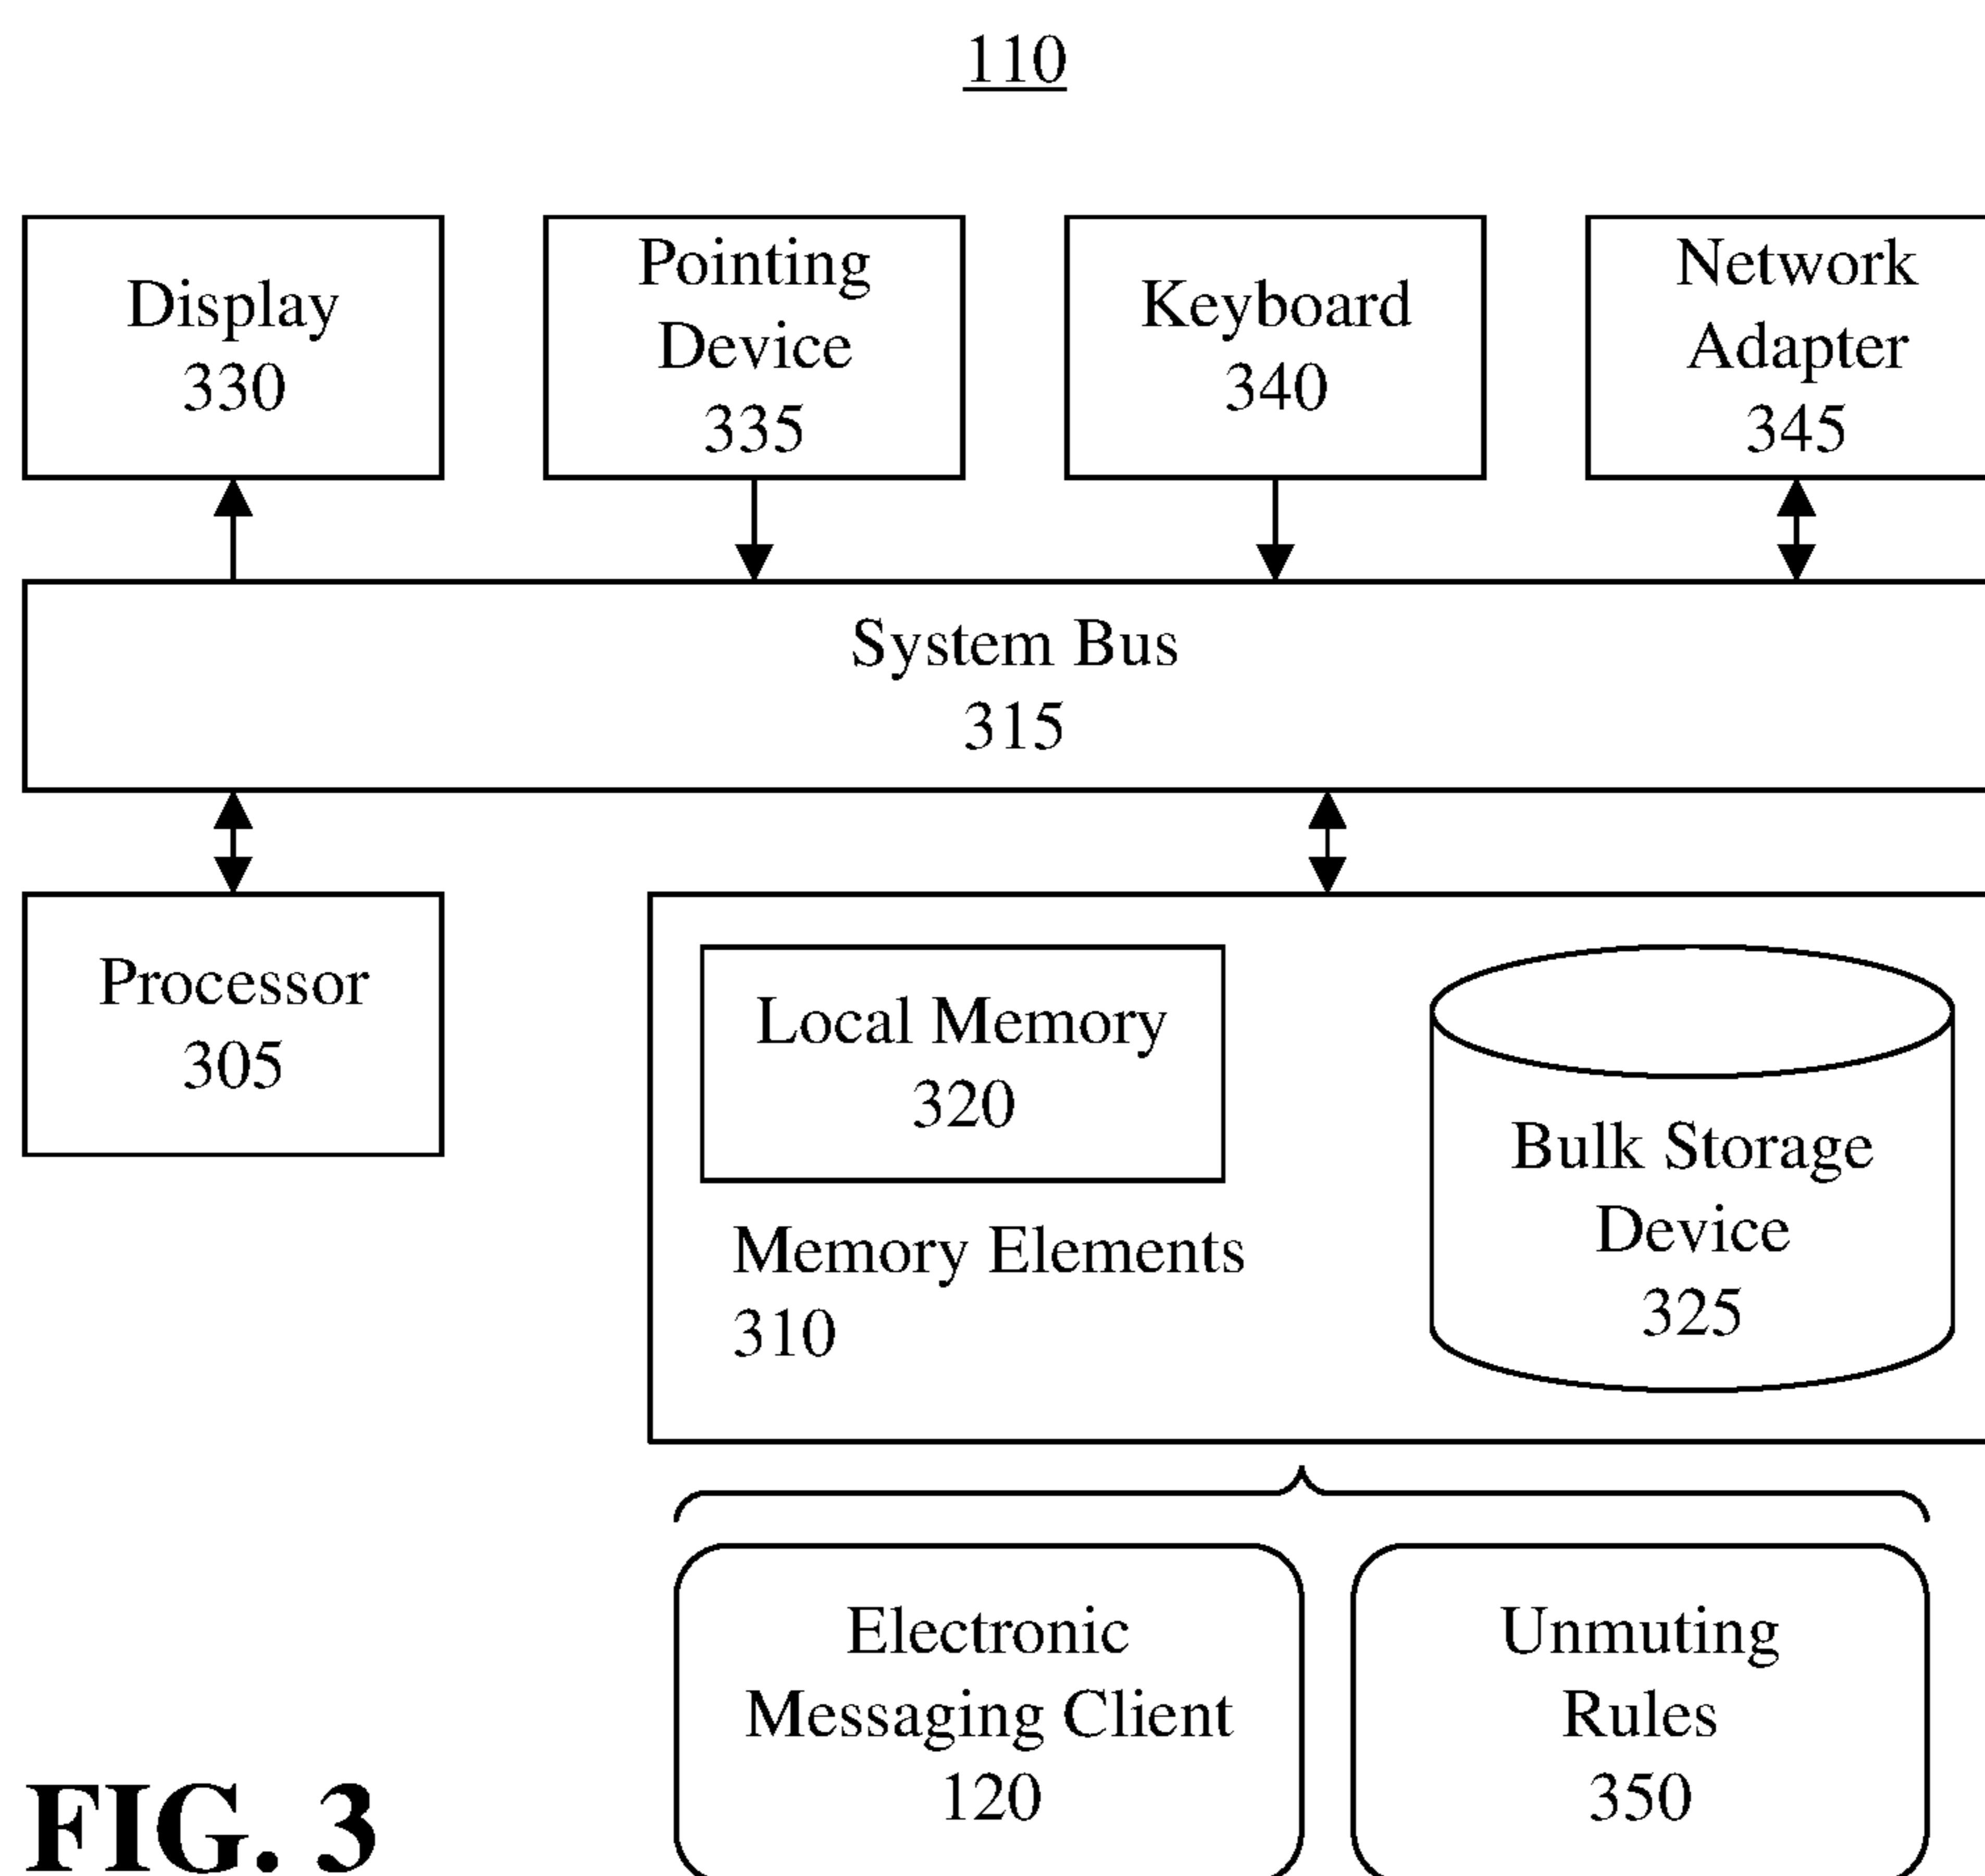 110
Display
330
Pointing
Device
335
Keyboard
340
Network
Adapter
345
System Bus
315
Processor
305
Local Memory
320
Memory Elements
310
Bulk Storage
Device
325
Electronic
Messaging Client
120
Unmuting
Rules
350
FIG. 3